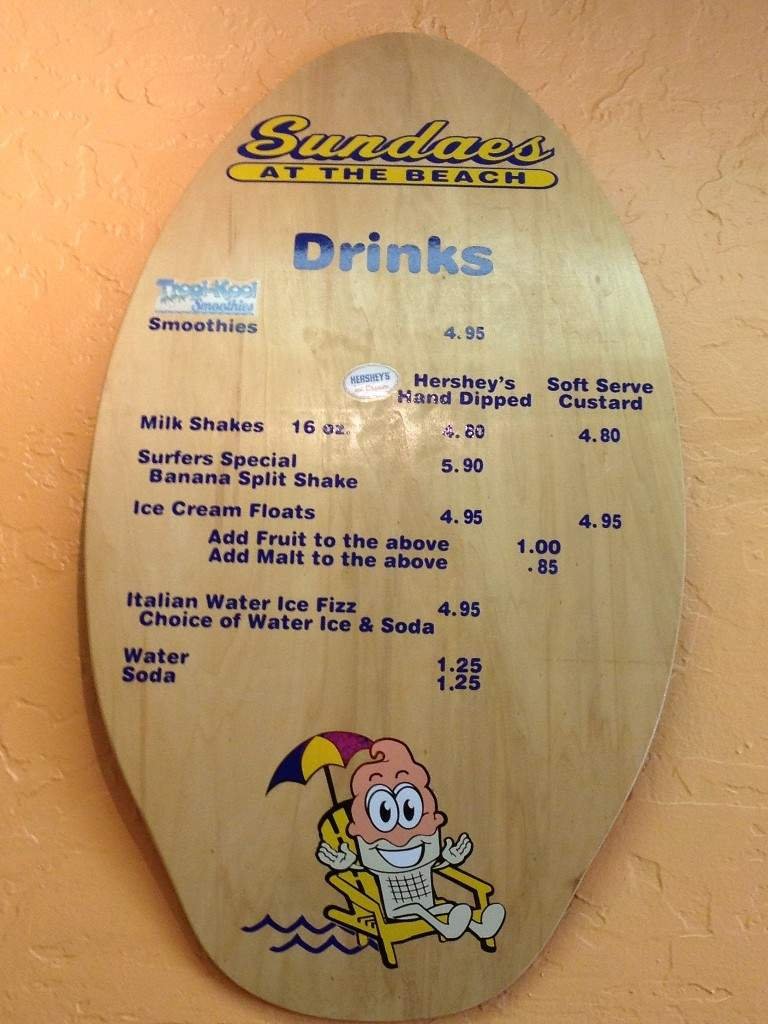 Sundaes
AT THE BEACH
Drinks
Tropi-Kool
Smoothies
Smoothies 4.95
HERSHEY'S
Ice Cream
Hershey's Hand Dipped
Soft Serve Custard
Milk Shakes 16 oz. 4.80 4.80
Surfers Special 5.90
Banana Split Shake
Ice Cream Floats 4.95 4.95
Add Fruit to the above 1.00
Add Malt to the above .85
Italian Water Ice Fizz 4.95
Choice of Water Ice & Soda
Water 1.25
Soda 1.25